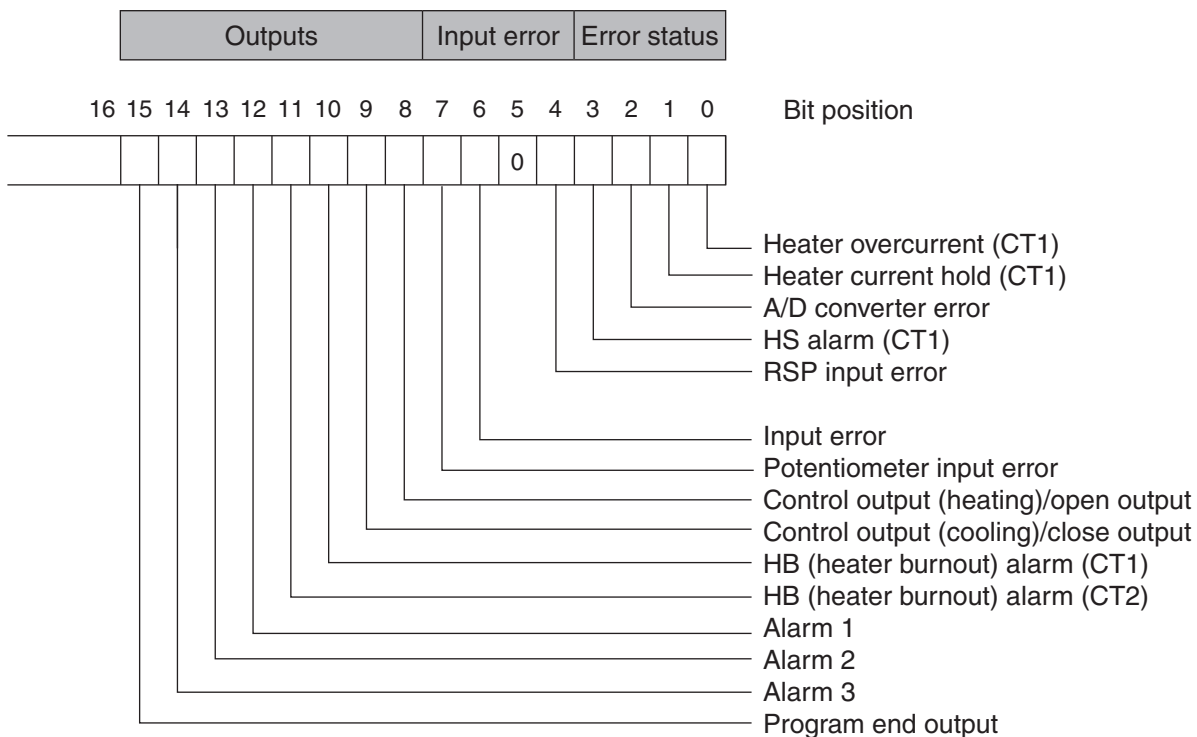 Outputs Input error Error status
16 15 14 13 12 11 10 9 8 7 6 5 4 3 2 1 0 Bit position
0
Heater overcurrent (CT1)
Heater current hold (CT1)
A/D converter error
HS alarm (CT1)
RSP input error
Input error
Potentiometer input error
Control output (heating)/open output
Control output (cooling)/close output
HB (heater burnout) alarm (CT1)
HB (heater burnout) alarm (CT2)
Alarm 1
Alarm 2
Alarm 3
Program end output